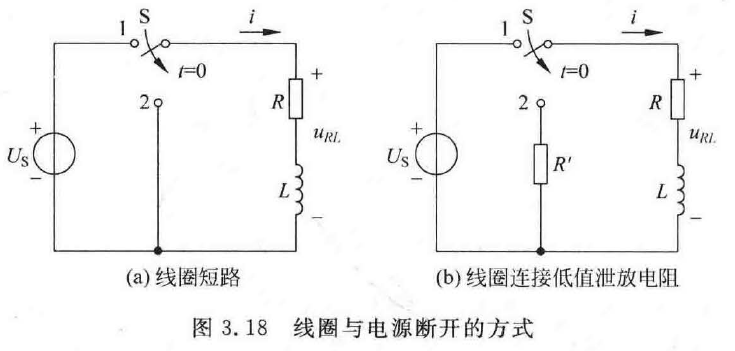 S
1
i
t=0
2
R
+
u_RL
−
L
+
U_S
−
S
1
i
t=0
2
R'
R
+
u_RL
−
L
+
U_S
−
(a) 线圈短路
(b) 线圈连接低值泄放电阻
图 3.18 线圈与电源断开的方式